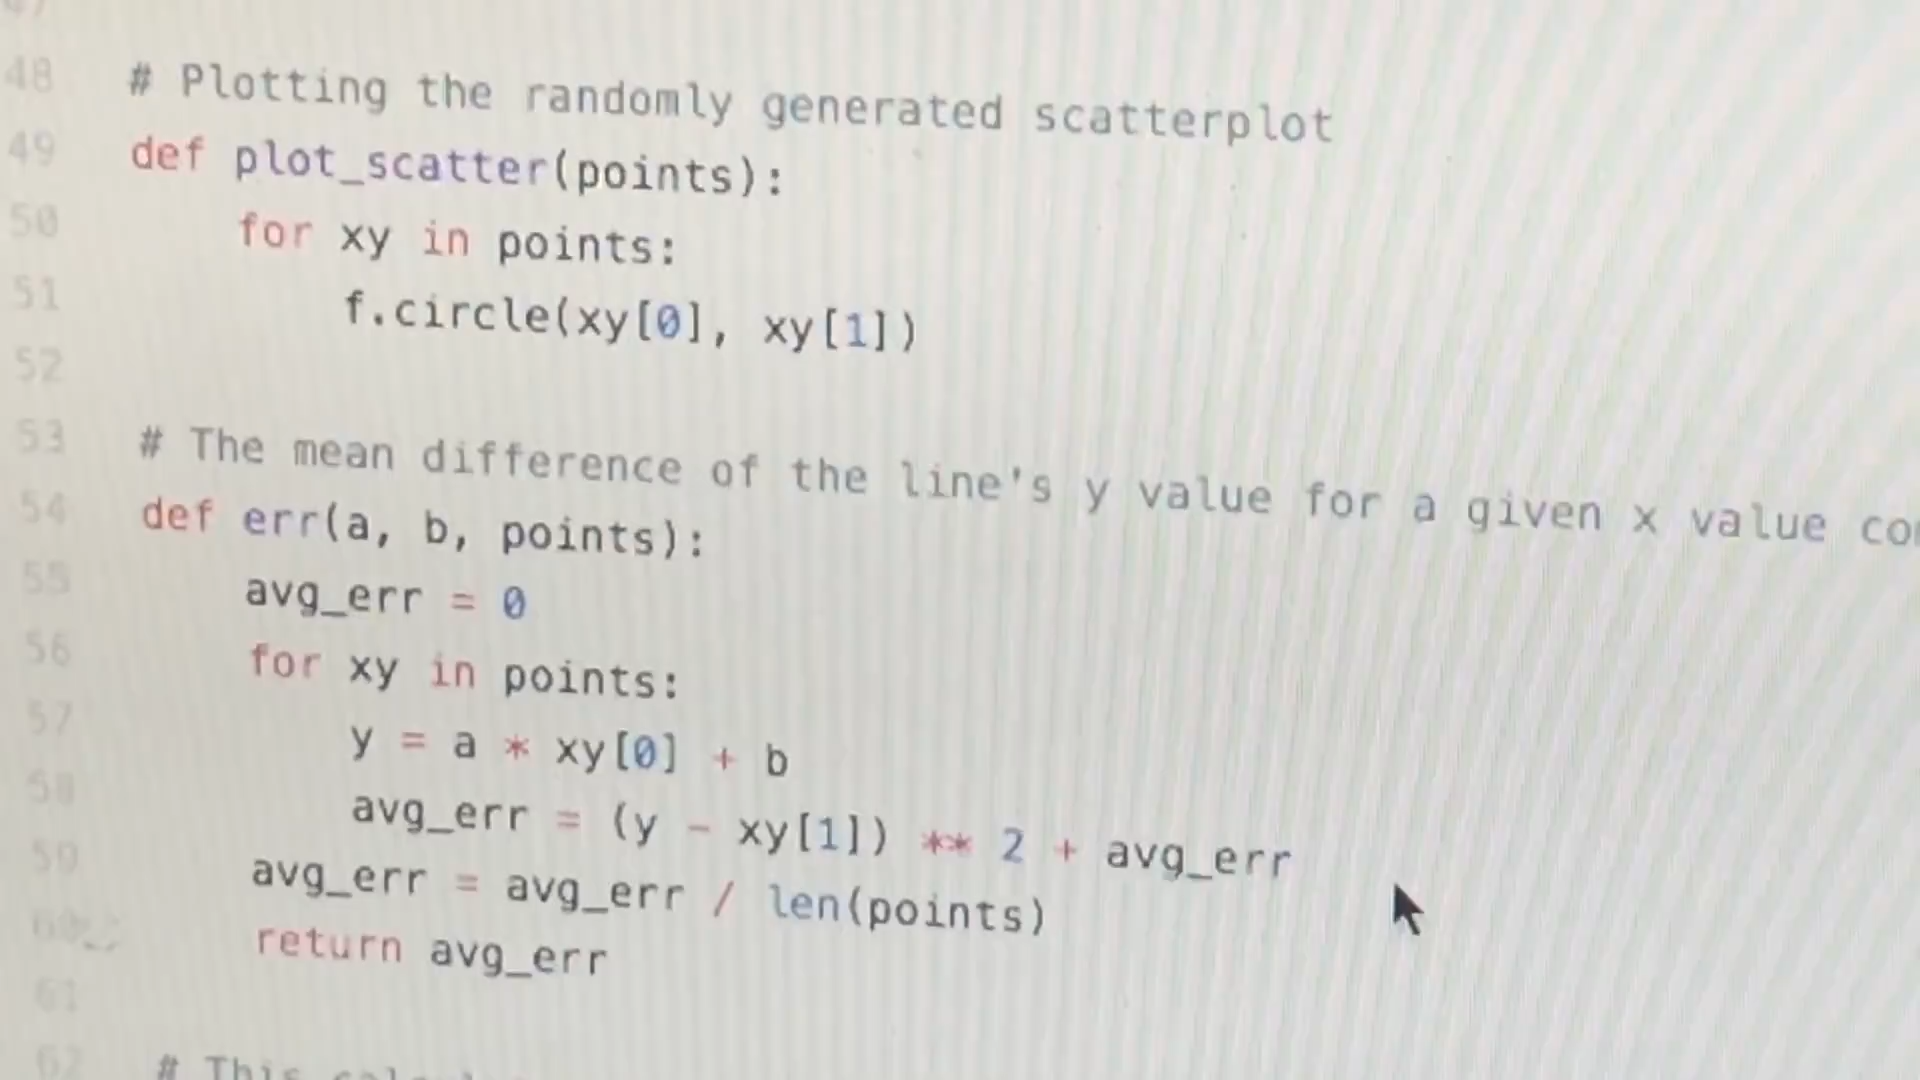 48 # Plotting the randomly generated scatterplot
49 def plot_scatter(points):
50     for xy in points:
51         f.circle(xy[0], xy[1])
52
53 # The mean difference of the line's y value for a given x value
54 def err(a, b, points):
55     avg_err = 0
56     for xy in points:
57         y = a * xy[0] + b
58         avg_err = (y - xy[1]) ** 2 + avg_err
59     avg_err = avg_err / len(points)
60     return avg_err
61
62 # This